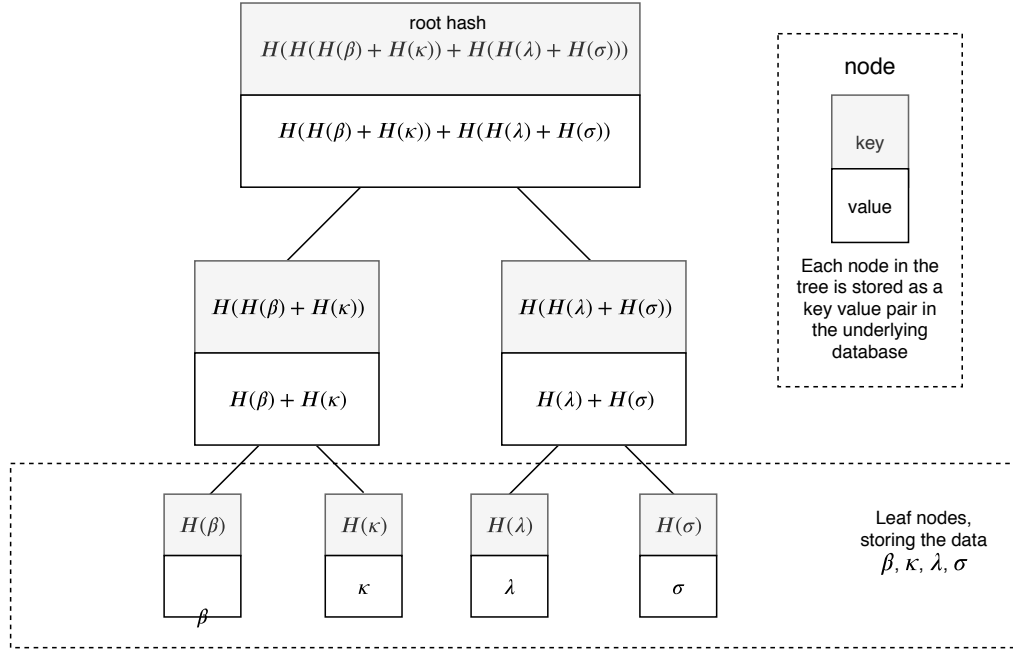 root hash
H(H(H(β) + H(κ)) + H(H(λ) + H(σ)))
H(H(β) + H(κ)) + H(H(λ) + H(σ))
node
key
value
Each node in the
tree is stored as a
key value pair in
the underlying
database
H(H(β) + H(κ))
H(β) + H(κ)
H(H(λ) + H(σ))
H(λ) + H(σ)
H(β)
β
H(κ)
κ
H(λ)
λ
H(σ)
σ
Leaf nodes,
storing the data
β, κ, λ, σ